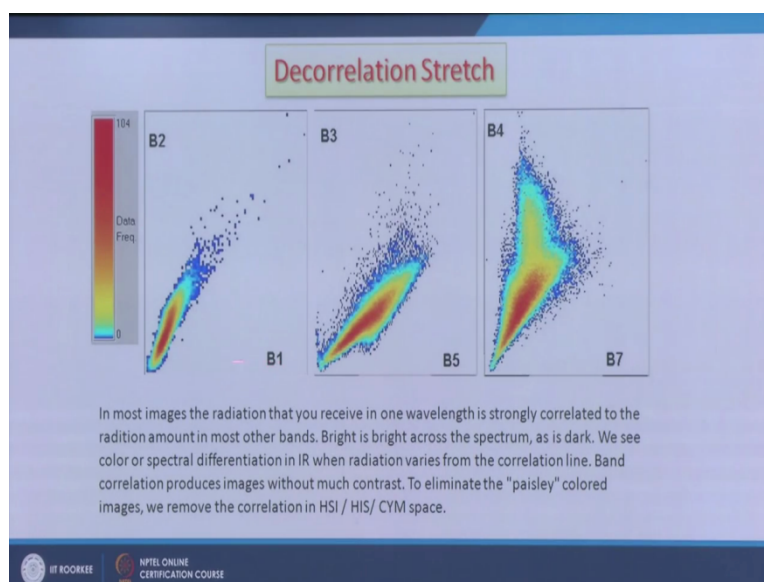 Decorrelation Stretch
104
Data
Freq
0
B2
B1
B3
B5
B4
B7
In most images the radiation that you receive in one wavelength is strongly correlated to the
radition amount in most other bands. Bright is bright across the spectrum, as is dark. We see
color or spectral differentiation in IR when radiation varies from the correlation line. Band
correlation produces images without much contrast. To eliminate the "paisley" colored
images, we remove the correlation in HSI / HIS/ CYM space.
IIT ROORKEE
NPTEL ONLINE
CERTIFICATION COURSE